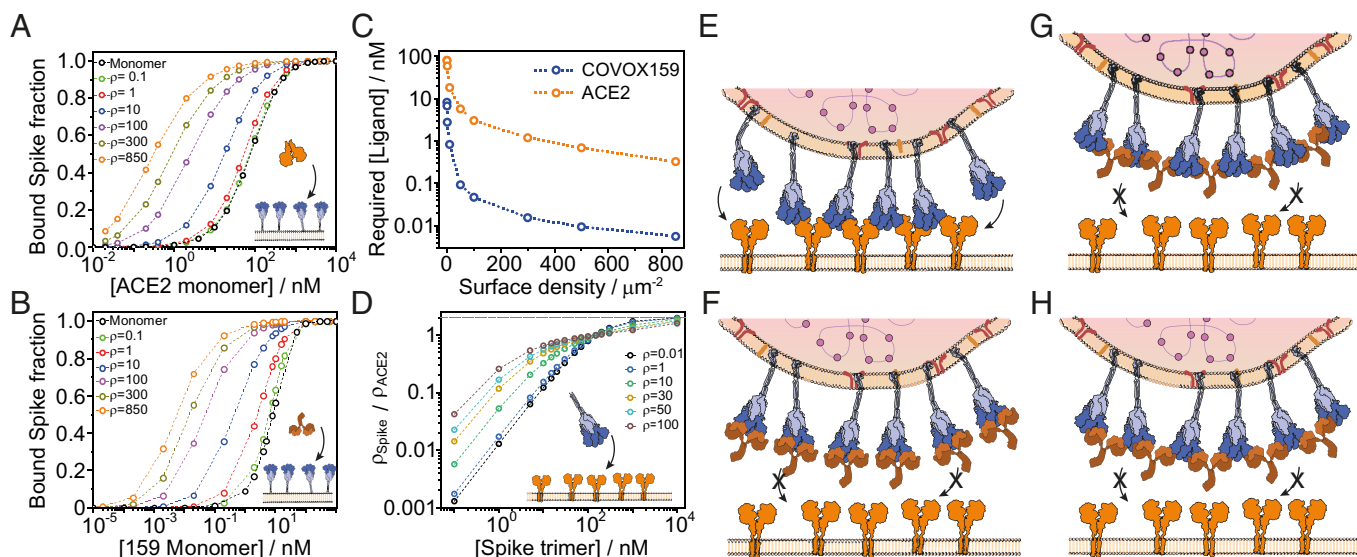 A
Bound Spike fraction
1.0
0.8
0.6
0.4
0.2
0.0
Monomer
ρ= 0.1
ρ= 1
ρ=10
ρ=100
ρ=300
ρ=850
10⁻² 10⁰ 10² 10⁴
[ACE2 monomer] / nM
B
Bound Spike fraction
1.0
0.8
0.6
0.4
0.2
0
Monomer
ρ=0.1
ρ=1
ρ=10
ρ=100
ρ=300
ρ=850
10⁻⁵ 10⁻³ 10⁻¹ 10¹
[159 Monomer] / nM
C
Required [Ligand] / nM
100
10
1
0.1
0.01
COVOX159
ACE2
0 200 400 600 800
Surface density / μm⁻²
D
ρSpike / ρACE2
1
0.1
0.01
0.001
ρ=0.01
ρ=1
ρ=10
ρ=30
ρ=50
ρ=100
10⁰ 10² 10⁴
[Spike trimer] / nM
E
F
X X
G
X X
H
X X